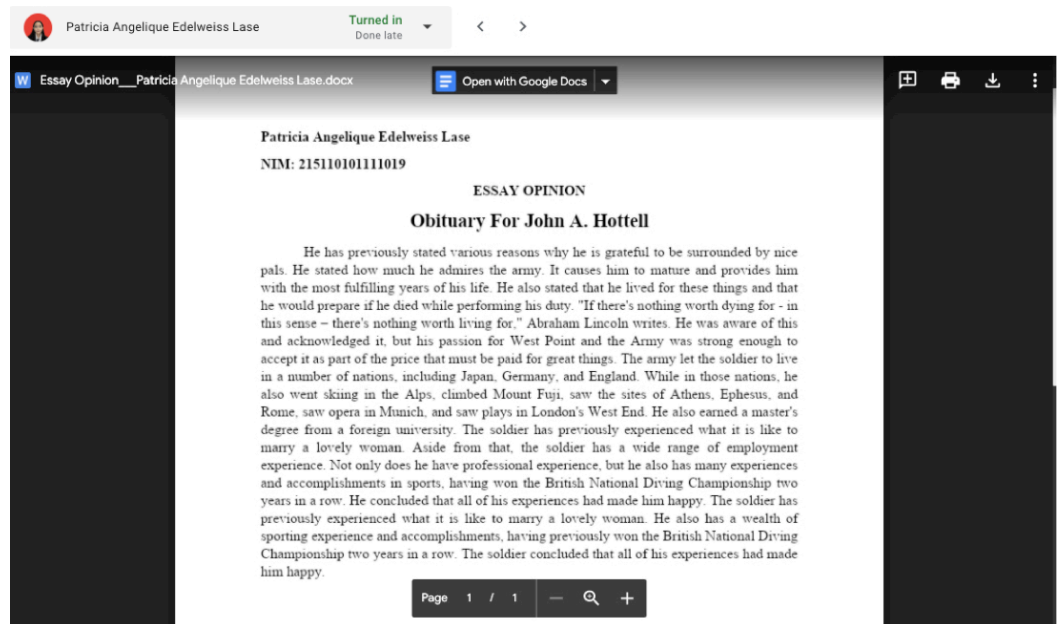 Patricia Angelique Edelweiss Lase
Turned in
Done late
W Essay Opinion__Patricia Angelique Edelweiss Lase.docx
Open with Google Docs
Patricia Angelique Edelweiss Lase
NIM: 215110101111019
ESSAY OPINION
Obituary For John A. Hottell
He has previously stated various reasons why he is grateful to be surrounded by nice
pals. He stated how much he admires the army. It causes him to mature and provides him
with the most fulfilling years of his life. He also stated that he lived for these things and that
he would prepare if he died while performing his duty. "If there's nothing worth dying for - in
this sense – there's nothing worth living for," Abraham Lincoln writes. He was aware of this
and acknowledged it, but his passion for West Point and the Army was strong enough to
accept it as part of the price that must be paid for great things. The army let the soldier to live
in a number of nations, including Japan, Germany, and England. While in those nations, he
also went skiing in the Alps, climbed Mount Fuji, saw the sites of Athens, Ephesus, and
Rome, saw opera in Munich, and saw plays in London's West End. He also earned a master's
degree from a foreign university. The soldier has previously experienced what it is like to
marry a lovely woman. Aside from that, the soldier has a wide range of employment
experience. Not only does he have professional experience, but he also has many experiences
and accomplishments in sports, having won the British National Diving Championship two
years in a row. He concluded that all of his experiences had made him happy. The soldier has
previously experienced what it is like to marry a lovely woman. He also has a wealth of
sporting experience and accomplishments, having previously won the British National Diving
Championship two years in a row. The soldier concluded that all of his experiences had made
him happy.
Page 1 / 1